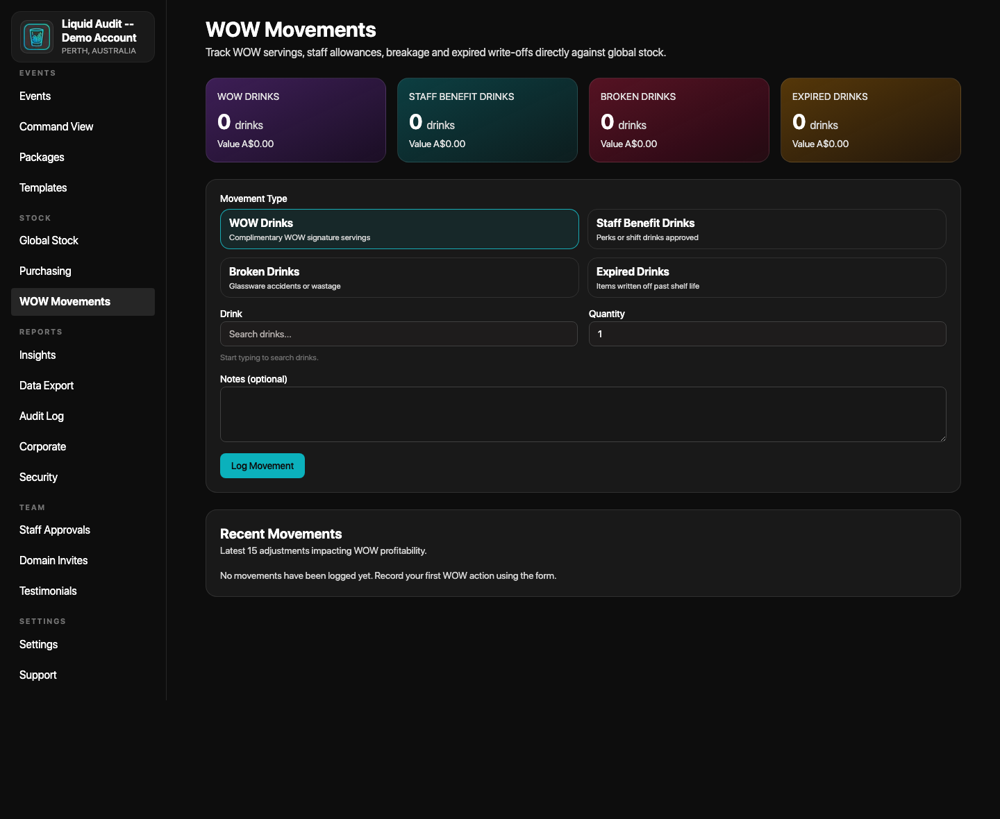 Liquid Audit --
Demo Account
PERTH, AUSTRALIA
EVENTS
Events
Command View
Packages
Templates
STOCK
Global Stock
Purchasing
WOW Movements
REPORTS
Insights
Data Export
Audit Log
Corporate
Security
TEAM
Staff Approvals
Domain Invites
Testimonials
SETTINGS
Settings
Support
WOW Movements
Track WOW servings, staff allowances, breakage and expired write-offs directly against global stock.
WOW DRINKS
0 drinks
Value A$0.00
STAFF BENEFIT DRINKS
0 drinks
Value A$0.00
BROKEN DRINKS
0 drinks
Value A$0.00
EXPIRED DRINKS
0 drinks
Value A$0.00
Movement Type
WOW Drinks
Complimentary WOW signature servings
Staff Benefit Drinks
Perks or shift drinks approved
Broken Drinks
Glassware accidents or wastage
Expired Drinks
Items written off past shelf life
Drink
Search drinks...
Start typing to search drinks.
Quantity
1
Notes (optional)
Log Movement
Recent Movements
Latest 15 adjustments impacting WOW profitability.
No movements have been logged yet. Record your first WOW action using the form.